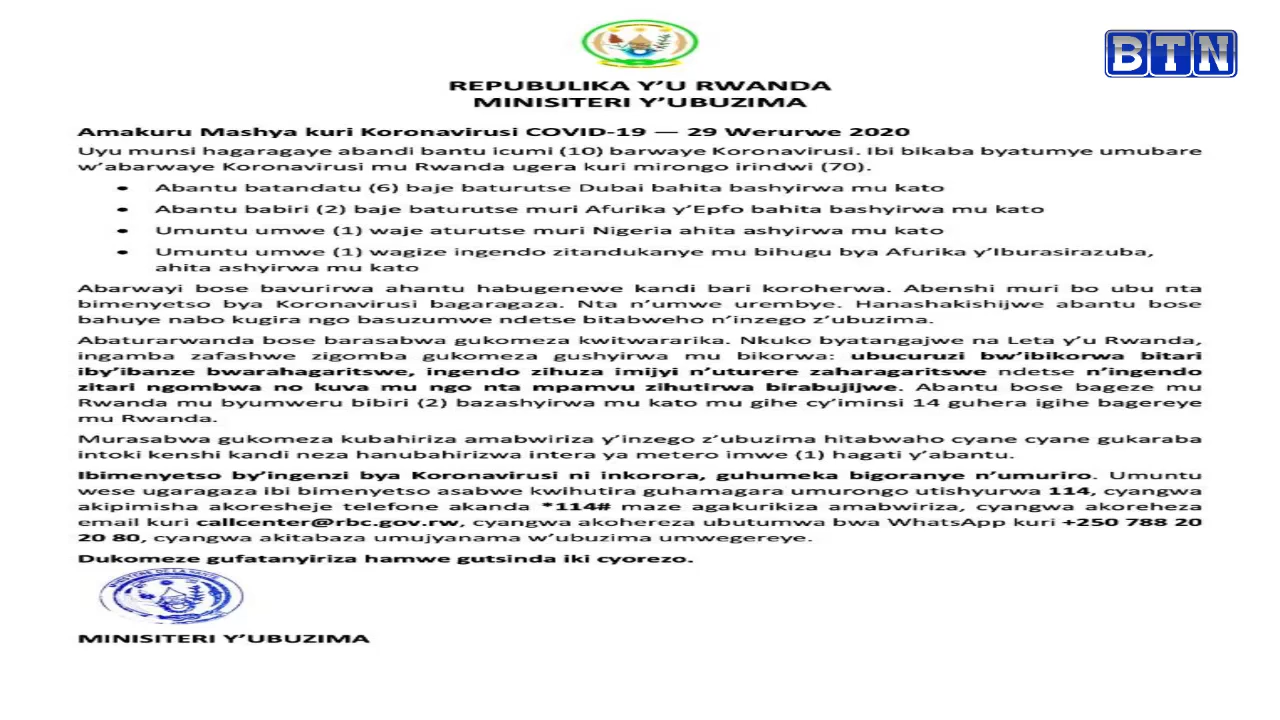 BTN
REPUBULIKA Y'U RWANDA
MINISITERI Y'UBUZIMA
Amakuru Mashya kuri Koronavirusi COVID-19 — 29 Werurwe 2020
Uyu munsi hagaragaye abandi bantu icumi (10) barwaye Koronavirusi. Ibi bikaba byatumye umubare
w'abarwaye Koronavirusi mu Rwanda ugera kuri mirongo irindwi (70).
• Abantu batandatu (6) baje baturutse Dubai bahita bashyirwa mu kato
• Abantu babiri (2) baje baturutse muri Afurika y'Epfo bahita bashyirwa mu kato
• Umuntu umwe (1) waje aturutse muri Nigeria ahita ashyirwa mu kato
• Umuntu umwe (1) wagize ingendo zitandukanye mu bihugu bya Afurika y'Iburasirazuba,
ahita ashyirwa mu kato
Abarwayi bose bavurirwa ahantu habugenewe kandi bari koroherwa. Abenshi muri bo ubu nta
bimenyetso bya Koronavirusi bagaragaza. Nta n'umwe urembye. Hanashakishijwe abantu bose
bahuye nabo kugira ngo basuzumwe ndetse bitabweho n'inzego z'ubuzima.
Abaturarwanda bose barasabwa gukomeza kwitwararika. Nkuko byatangajwe na Leta y'u Rwanda,
ingamba zafashwe zigomba gukomeza gushyirwa mu bikorwa: ubucuruzi bw'ibikorwa bitari
iby'ibanze bwarahagaritswe, ingendo zihuza imijyi n'uturere zaharagaritswe ndetse n'ingendo
zitari ngombwa no kuva mu ngo nta mpamvu zihutirwa birabujijwe. Abantu bose bageze mu
Rwanda mu byumweru bibiri (2) bazashyirwa mu kato mu gihe cy'iminsi 14 guhera igihe bagereye
mu Rwanda.
Murasabwa gukomeza kubahiriza amabwiriza y'inzego z'ubuzima hitabwaho cyane cyane gukaraba
intoki kenshi kandi neza hanubahirizwa intera ya metero imwe (1) hagati y'abantu.
Ibimenyetso by'ingenzi bya Koronavirusi ni inkorora, guhumeka bigoranye n'umuriro. Umuntu
wese ugaragaza ibi bimenyetso asabwe kwihutira guhamagara umurongo utishyurwa 114, cyangwa
akipimisha akoresheje telefone akanda *114# maze agakurikiza amabwiriza, cyangwa akoreheza
email kuri callcenter@rbc.gov.rw, cyangwa akohereza ubutumwa bwa WhatsApp kuri +250 788 20
20 80, cyangwa akitabaza umujyanama w'ubuzima umwegereye.
Dukomeze gufatanyiriza hamwe gutsinda iki cyorezo.
MINISTERE DE LA SANTE
MINISITERI Y'UBUZIMA